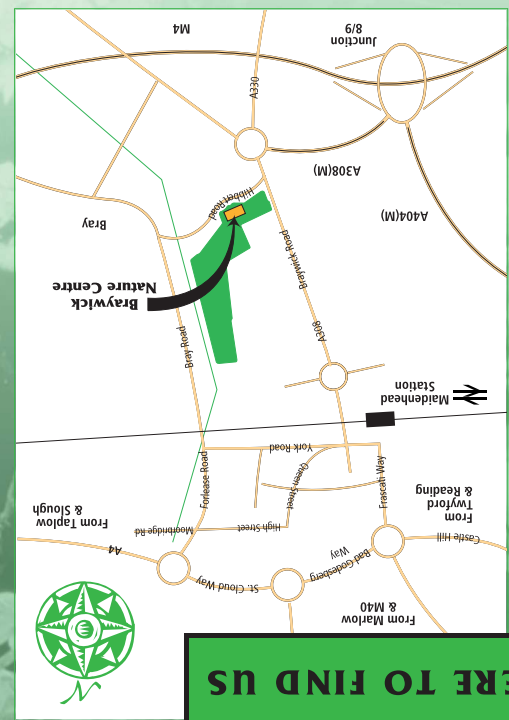 ERE TO FIND US
N
From Marlow
& M40
Castle Hill
Bad Godesberg
Way
St. Cloud Way
A4
From
Twyford
& Reading
Frascati Way
High Street
Moorbridge Rd
From Taplow
& Slough
Queen Street
Forlease Road
York Road
Maidenhead
Station
A308
Bray Road
Braywick Road
Braywick
Nature Centre
A404(M)
Bray
Hibbet Road
A308(M)
A330
Junction
8/9
M4